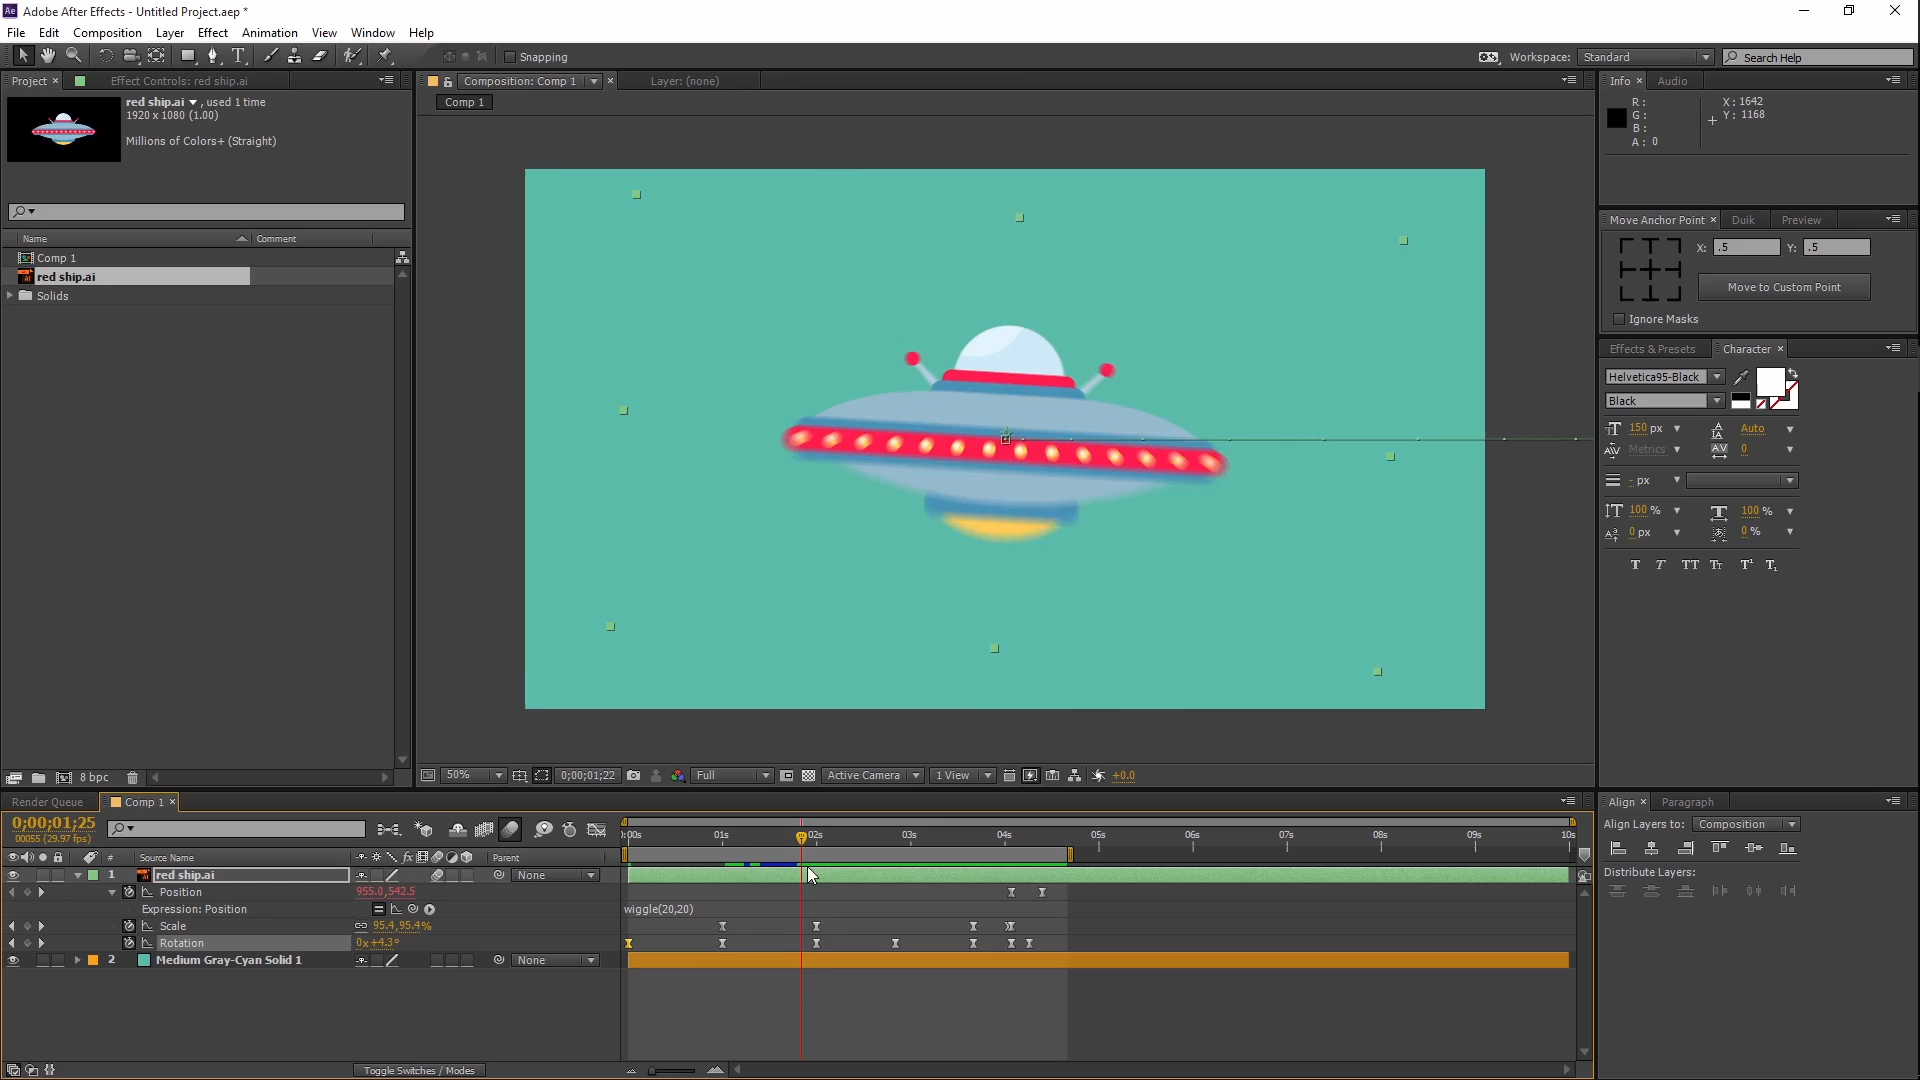 Ae Adobe After Effects - Untitled Project.aep *
File Edit Composition Layer Effect Animation View Window Help
Snapping
Workspace: Standard
Search Help
Project
Effect Controls: red ship.ai
red ship.ai , used 1 time
1920 x 1080 (1.00)
Millions of Colors+ (Straight)
Name Comment
Comp 1
red ship.ai
Solids
8 bpc
Composition: Comp 1
Layer: (none)
Comp 1
50%
0;00;01;22
Full
Active Camera
1 View
+0.0
Info Audio
R:
G:
B:
A: 0
X: 1642
Y: 1168
Move Anchor Point Duik Preview
X: .5 Y: .5
Move to Custom Point
Ignore Masks
Effects & Presets Character
Helvetica95-Black
Black
150 px Auto
Metrics 0
- px
100 % 100 %
0 px 0 %
T T TT Tt T¹ T₁
Render Queue Comp 1
0;00;01;25
00055 (29.97 fps)
# Source Name Parent
1 red ship.ai None
Position 955.0,542.5
Expression: Position
wiggle(20,20)
Scale 95.4,95.4%
Rotation 0x+4.3°
2 Medium Gray-Cyan Solid 1 None
):00s 01s 02s 03s 04s 05s 06s 07s 08s 09s 10s
Toggle Switches / Modes
Align Paragraph
Align Layers to: Composition
Distribute Layers: